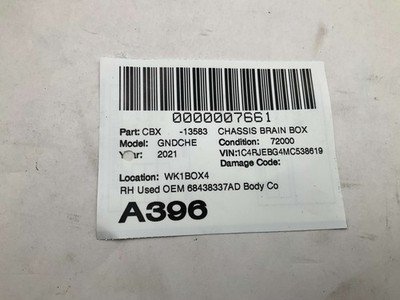 0000007661
Part: CBX -13583 CHASSIS BRAIN BOX
Model: GNDCHE Condition: 72000
Year: 2021 VIN:1C4RJEBG4MC538619
Damage Code:
Location: WK1BOX4
RH Used OEM 68438337AD Body Co
A396